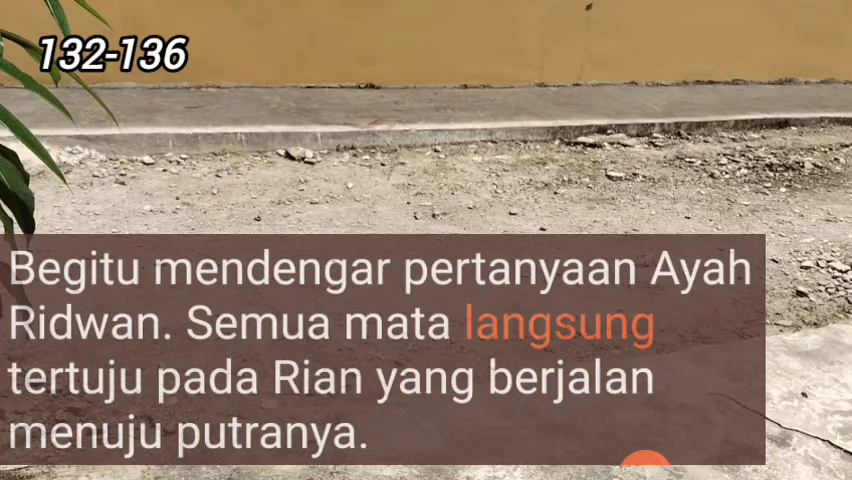 132-136
Begitu mendengar pertanyaan Ayah
Ridwan. Semua mata langsung
tertuju pada Rian yang berjalan
menuju putranya.